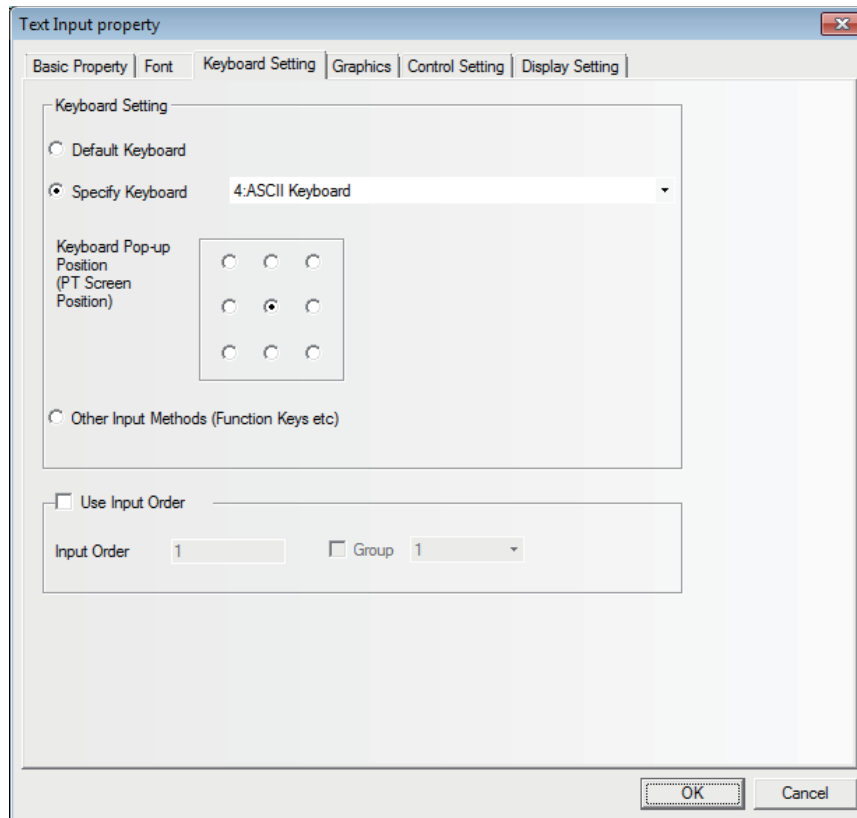 Text Input property
Basic Property Font Keyboard Setting Graphics Control Setting Display Setting
Keyboard Setting
Default Keyboard
Specify Keyboard 4:ASCII Keyboard
Keyboard Pop-up
Position
(PT Screen
Position)
Other Input Methods (Function Keys etc)
Use Input Order
Input Order 1 Group 1
OK Cancel